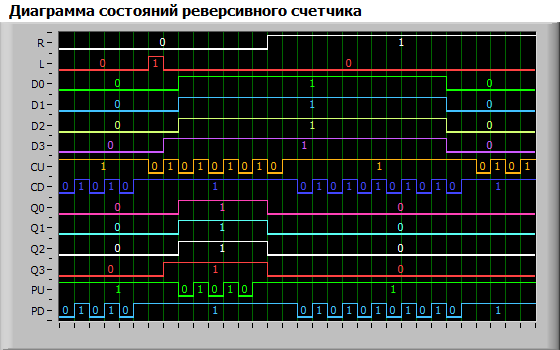 Диаграмма состояний реверсивного счетчика
R 0 1
L 0 1 0
D0 0 1 0
D1 0 1 0
D2 0 1 0
D3 0 1 0
CU 1 0 1 0 1 0 1 0 1 0 1 0 1 0 1
CD 0 1 0 1 0 1 0 1 0 1 0 1 0 1 0 1 0 1
Q0 0 1 0
Q1 0 1 0
Q2 0 1 0
Q3 0 1 0
PU 1 0 1 0 1 0 1
PD 0 1 0 1 0 1 0 1 0 1 0 1 0 1 0 1 0 1